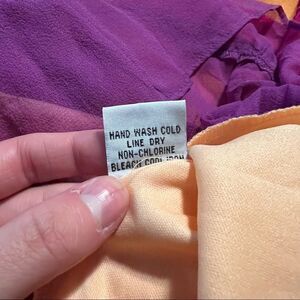 HAND WASH COLD
LINE DRY
NON-CHLORINE
BLEACH COOL IRON